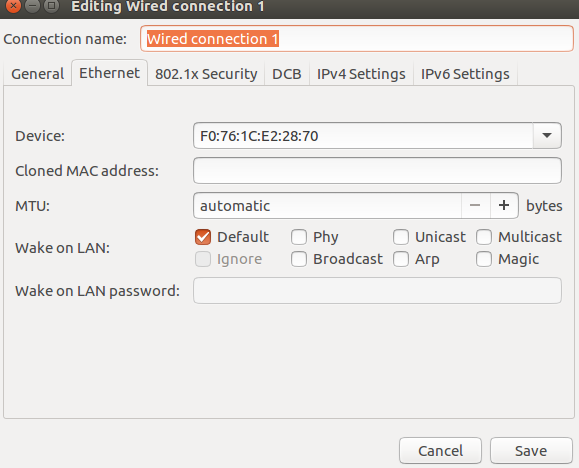 Editing Wired connection 1
Connection name: Wired connection 1
General Ethernet 802.1x Security DCB IPv4 Settings IPv6 Settings
Device: F0:76:1C:E2:28:70
Cloned MAC address:
MTU: automatic − + bytes
Wake on LAN: Default Phy Unicast Multicast
Ignore Broadcast Arp Magic
Wake on LAN password:
Cancel Save